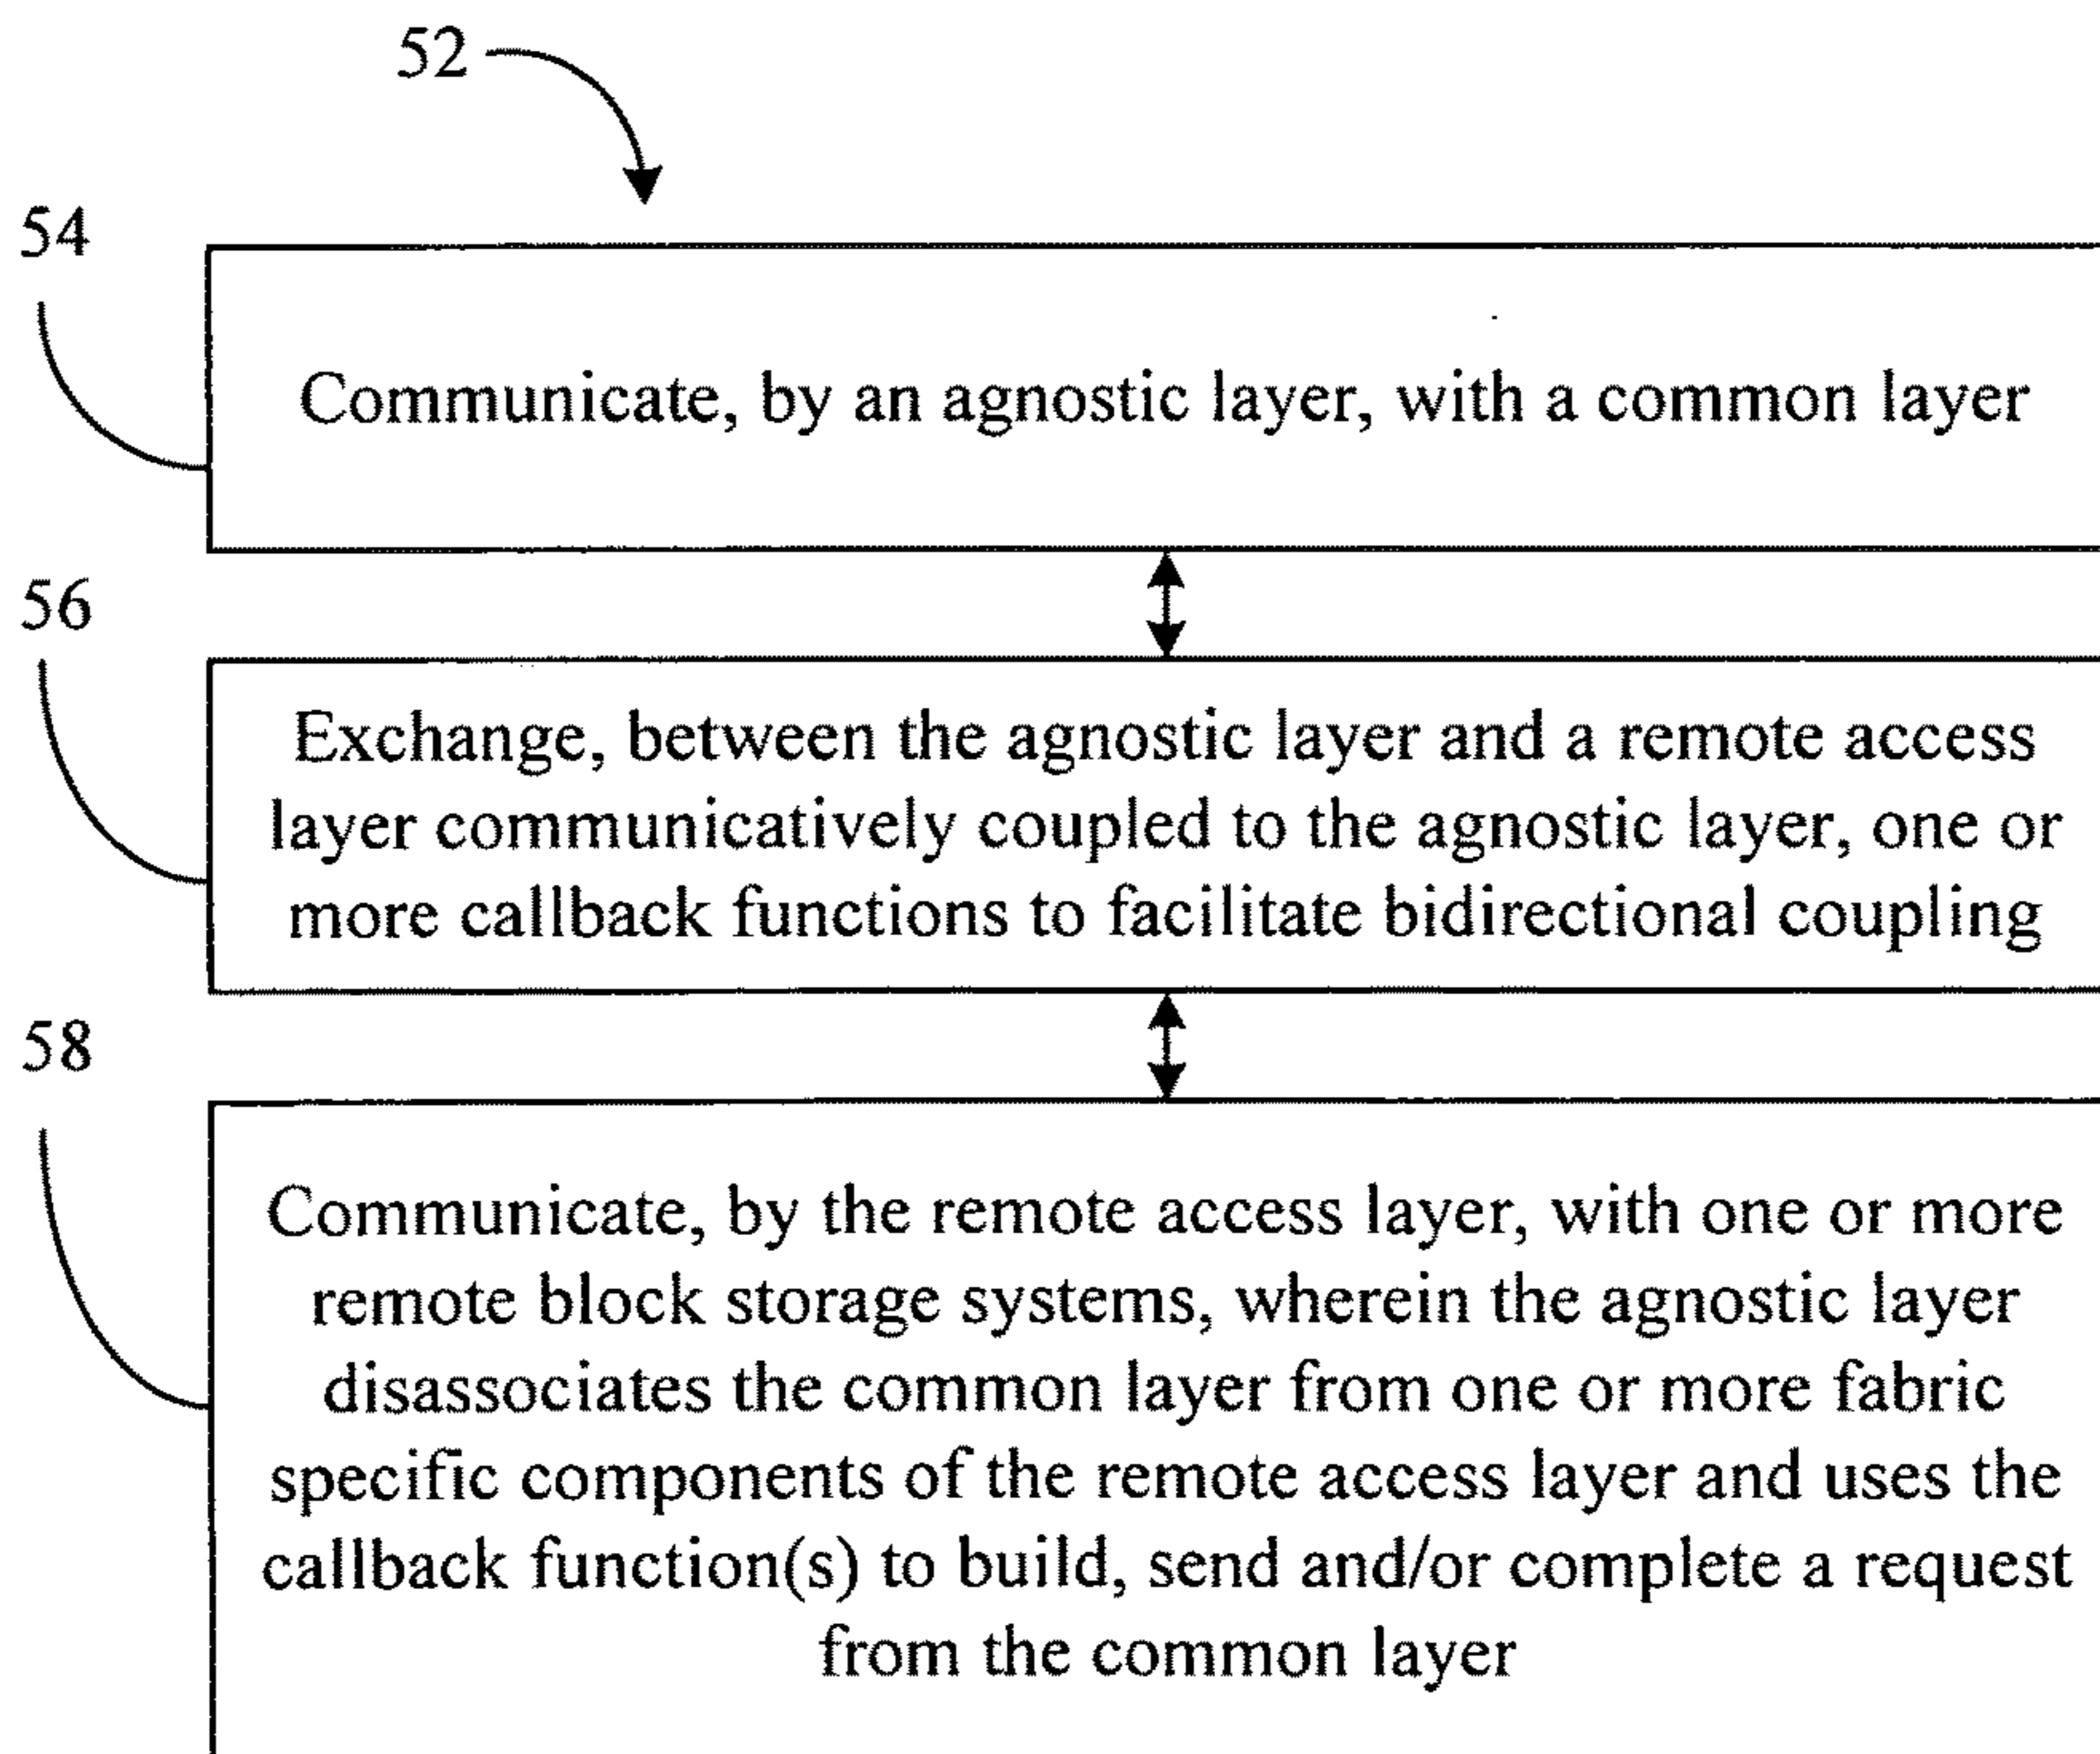 52
54
Communicate, by an agnostic layer, with a common layer
56
Exchange, between the agnostic layer and a remote access
layer communicatively coupled to the agnostic layer, one or
more callback functions to facilitate bidirectional coupling
58
Communicate, by the remote access layer, with one or more
remote block storage systems, wherein the agnostic layer
disassociates the common layer from one or more fabric
specific components of the remote access layer and uses the
callback function(s) to build, send and/or complete a request
from the common layer